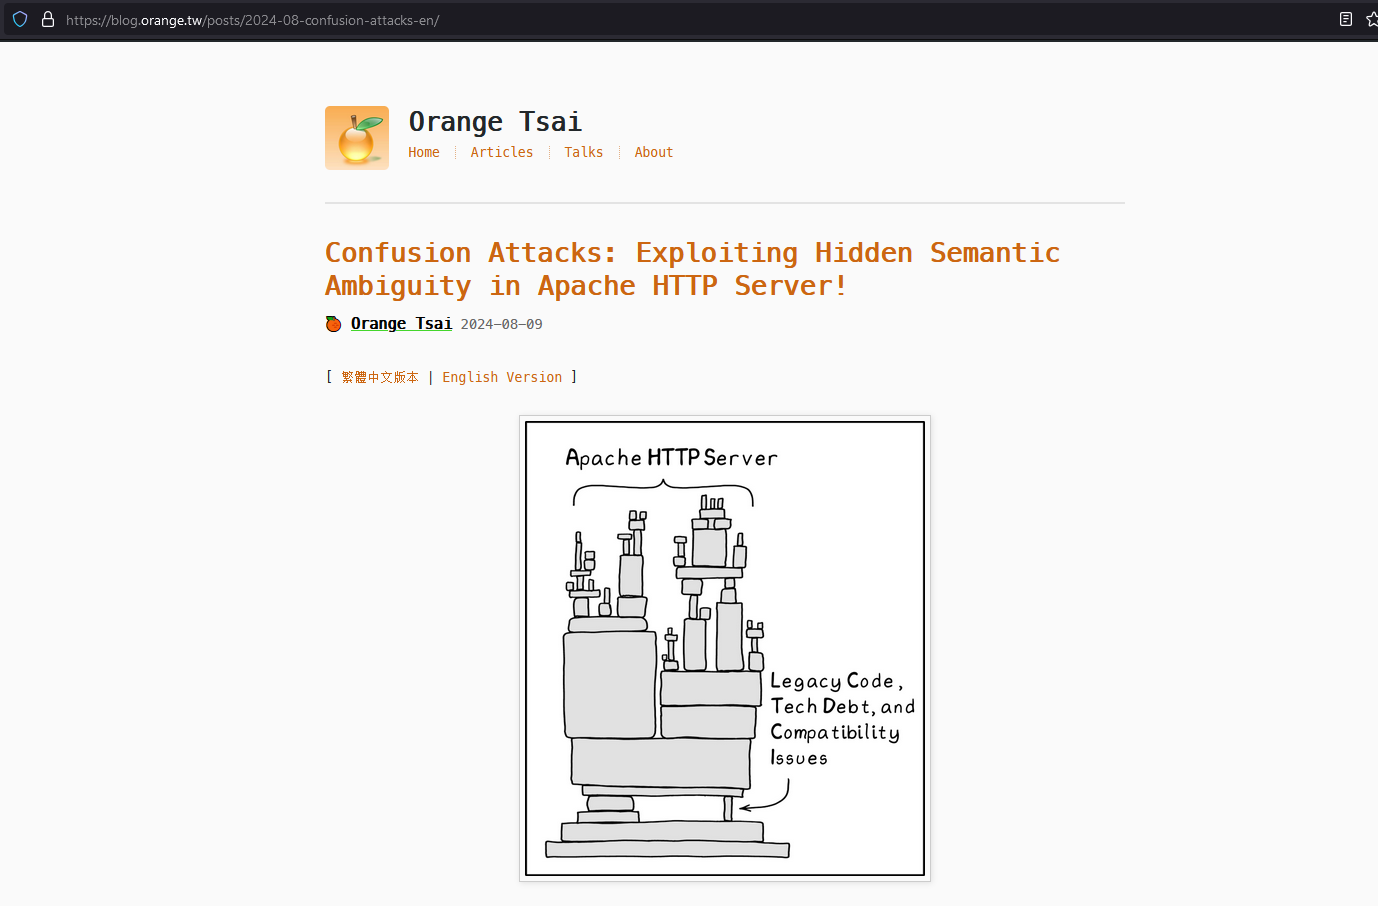 https://blog.orange.tw/posts/2024-08-confusion-attacks-en/
Orange Tsai
Home Articles Talks About
Confusion Attacks: Exploiting Hidden Semantic
Ambiguity in Apache HTTP Server!
Orange Tsai 2024-08-09
[ 繁體中文版本 | English Version ]
Apache HTTP Server
Legacy Code,
Tech Debt, and
Compatibility
Issues